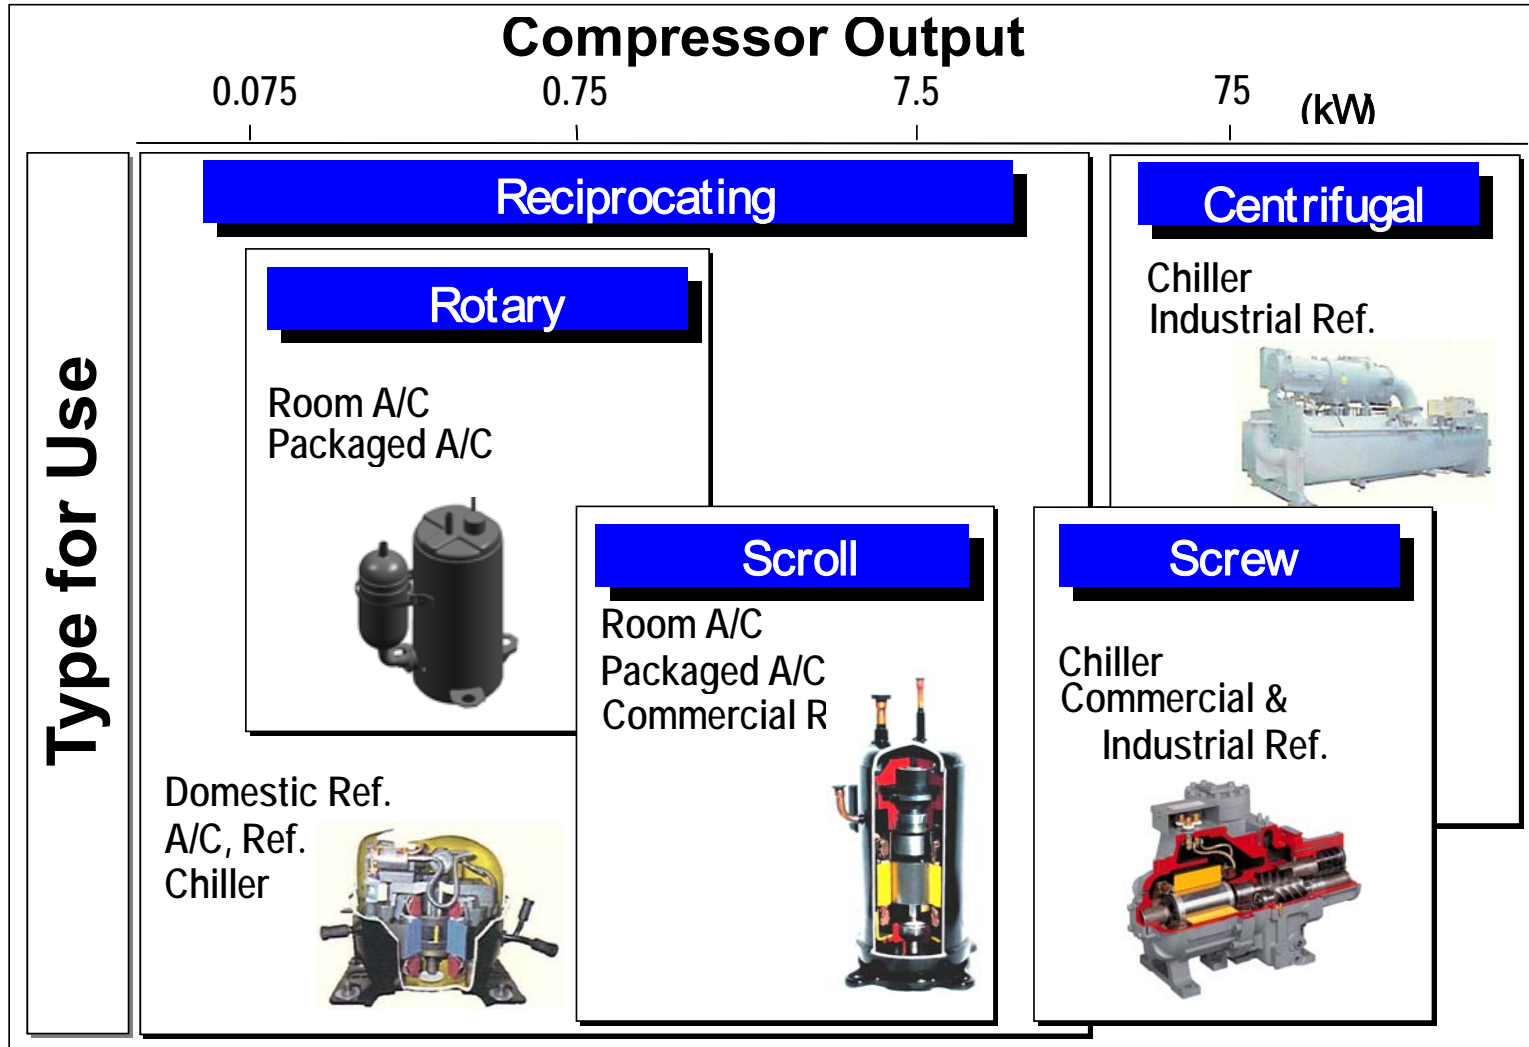 Compressor Output
0.075 0.75 7.5 75 (kW)
Type for Use
Reciprocating
Rotary
Room A/C
Packaged A/C
Domestic Ref.
A/C, Ref.
Chiller
Scroll
Room A/C
Packaged A/C
Commercial R
Centrifugal
Chiller
Industrial Ref.
Screw
Chiller
Commercial &
Industrial Ref.